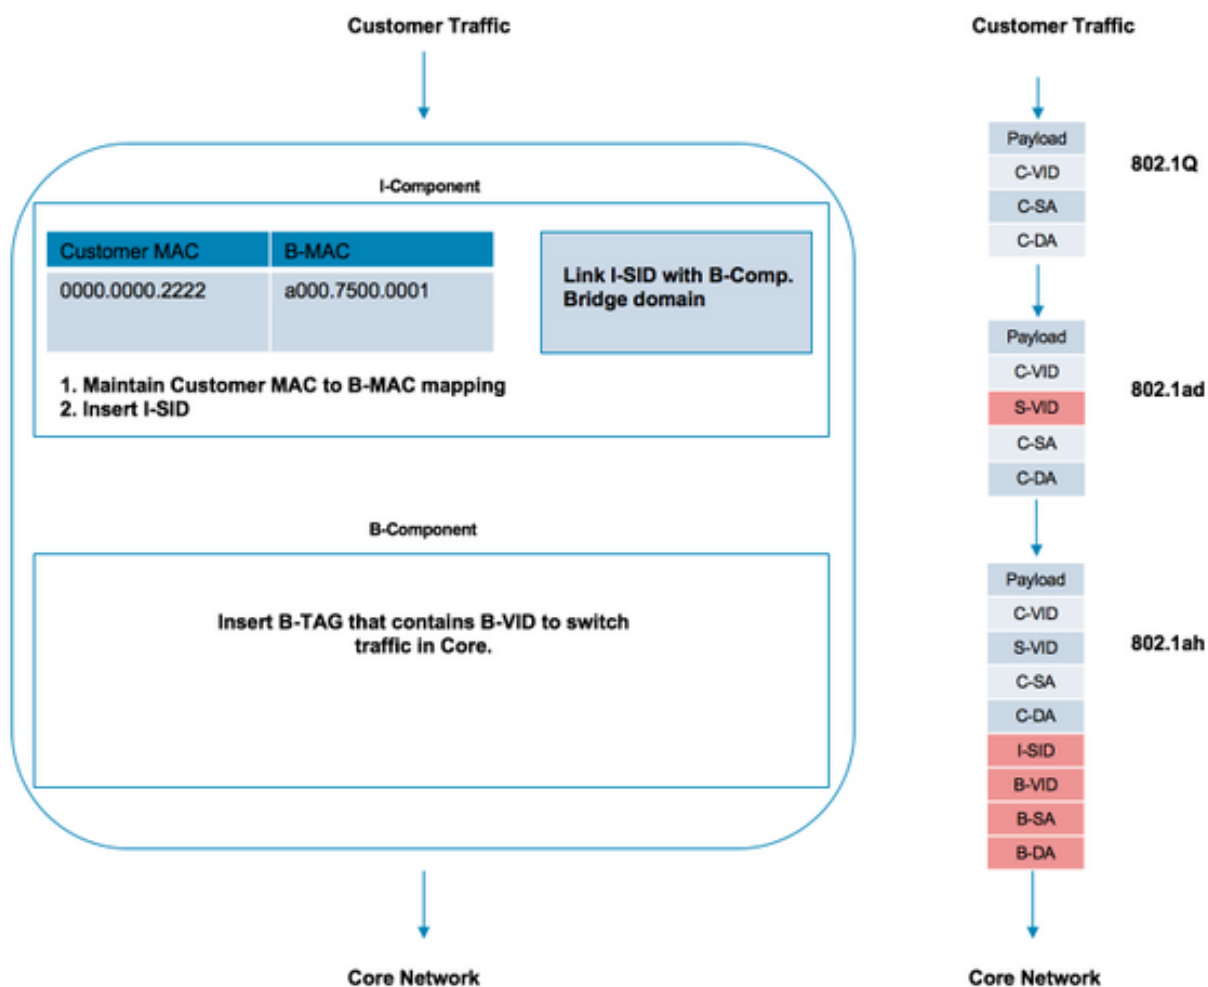 Customer Traffic
I-Component
Customer MAC B-MAC
0000.0000.2222 a000.7500.0001
Link I-SID with B-Comp.
Bridge domain
1. Maintain Customer MAC to B-MAC mapping
2. Insert I-SID
B-Component
Insert B-TAG that contains B-VID to switch
traffic in Core.
Core Network
Customer Traffic
Payload
C-VID
C-SA
C-DA
802.1Q
Payload
C-VID
S-VID
C-SA
C-DA
802.1ad
Payload
C-VID
S-VID
C-SA
C-DA
I-SID
B-VID
B-SA
B-DA
802.1ah
Core Network